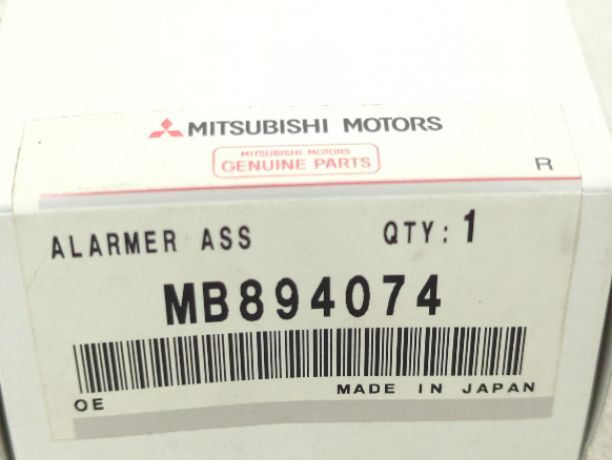 MITSUBISHI MOTORS
MITSUBISHI MOTORS
GENUINE PARTS
R
ALARMER ASS QTY: 1
MB894074
OE MADE IN JAPAN